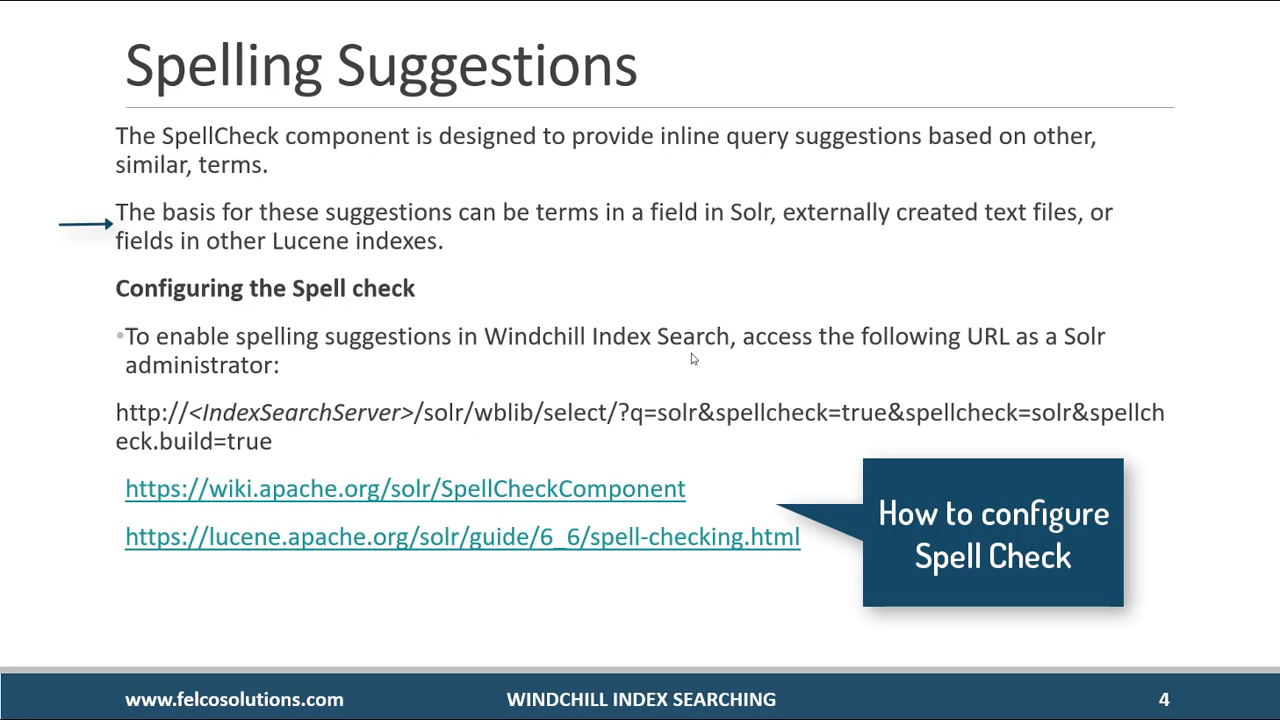 Spelling Suggestions
The SpellCheck component is designed to provide inline query suggestions based on other,
similar, terms.
The basis for these suggestions can be terms in a field in Solr, externally created text files, or
fields in other Lucene indexes.
Configuring the Spell check
•To enable spelling suggestions in Windchill Index Search, access the following URL as a Solr
administrator:
http://<IndexSearchServer>/solr/wblib/select/?q=solr&spellcheck=true&spellcheck=solr&spellch
eck.build=true
https://wiki.apache.org/solr/SpellCheckComponent
https://lucene.apache.org/solr/guide/6_6/spell-checking.html
How to configure
Spell Check
www.felcosolutions.com WINDCHILL INDEX SEARCHING 4